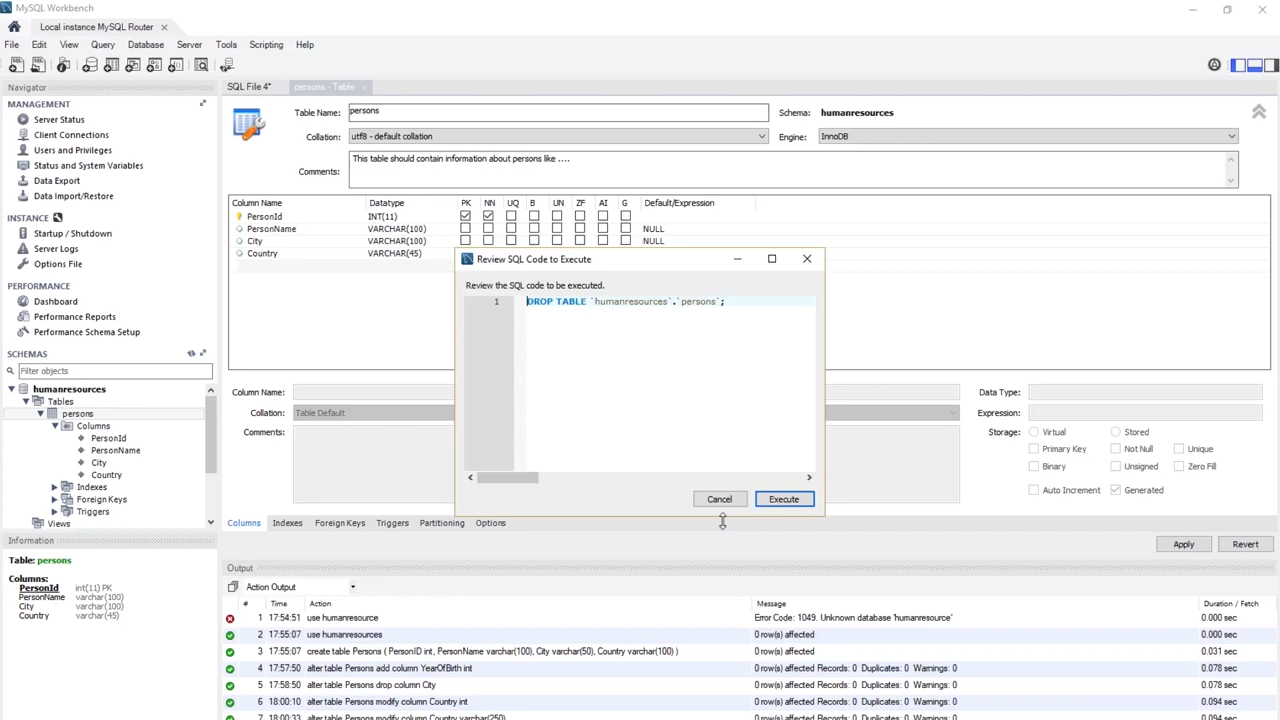 MySQL Workbench
Local instance MySQL Router
File Edit View Query Database Server Tools Scripting Help
Navigator
MANAGEMENT
Server Status
Client Connections
Users and Privileges
Status and System Variables
Data Export
Data Import/Restore
INSTANCE
Startup / Shutdown
Server Logs
Options File
PERFORMANCE
Dashboard
Performance Reports
Performance Schema Setup
SCHEMAS
Filter objects
humanresources
Tables
persons
Columns
PersonId
PersonName
City
Country
Indexes
Foreign Keys
Triggers
Views
Information
Table: persons
Columns:
PersonId int(11) PK
PersonName varchar(100)
City varchar(100)
Country varchar(45)
SQL File 4* persons - Table
Table Name: persons Schema: humanresources
Collation: utf8 - default collation Engine: InnoDB
Comments: This table should contain information about persons like ....
Column Name Datatype PK NN UQ B UN ZF AI G Default/Expression
PersonId INT(11)
PersonName VARCHAR(100) NULL
City VARCHAR(100) NULL
Country VARCHAR(45)
Review SQL Code to Execute
Review the SQL code to be executed.
1 DROP TABLE `humanresources`.`persons`;
Cancel Execute
Column Name: Data Type:
Collation: Table Default Expression:
Comments: Storage: Virtual Stored
Primary Key Not Null Unique
Binary Unsigned Zero Fill
Auto Increment Generated
Columns Indexes Foreign Keys Triggers Partitioning Options
Apply Revert
Output
Action Output
# Time Action Message Duration / Fetch
1 17:54:51 use humanresource Error Code: 1049. Unknown database 'humanresource' 0.000 sec
2 17:55:07 use humanresources 0 row(s) affected 0.000 sec
3 17:55:07 create table Persons ( PersonID int, PersonName varchar(100), City varchar(50), Country varchar(100) ) 0 row(s) affected 0.031 sec
4 17:57:50 alter table Persons add column YearOfBirth int 0 row(s) affected Records: 0 Duplicates: 0 Warnings: 0 0.078 sec
5 17:58:50 alter table Persons drop column City 0 row(s) affected Records: 0 Duplicates: 0 Warnings: 0 0.078 sec
6 18:00:10 alter table Persons modify column Country int 0 row(s) affected Records: 0 Duplicates: 0 Warnings: 0 0.094 sec
7 18:00:33 alter table Persons modify column Country varchar(250) 0 row(s) affected Records: 0 Duplicates: 0 Warnings: 0 0.094 sec